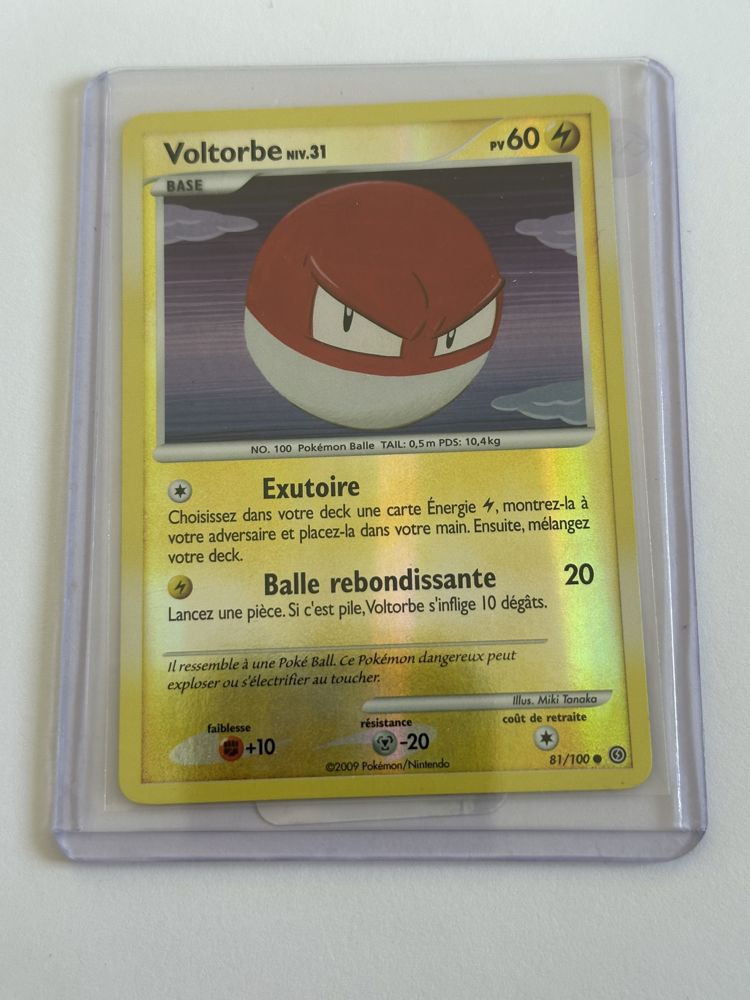 Voltorbe NIV.31
PV 60
BASE
NO. 100 Pokémon Balle TAIL: 0,5 m PDS: 10,4 kg
Exutoire
Choisissez dans votre deck une carte Énergie , montrez-la à
votre adversaire et placez-la dans votre main. Ensuite, mélangez
votre deck.
Balle rebondissante 20
Lancez une pièce. Si c'est pile, Voltorbe s'inflige 10 dégâts.
Il ressemble à une Poké Ball. Ce Pokémon dangereux peut
exploser ou s'électrifier au toucher.
Illus. Miki Tanaka
faiblesse résistance coût de retraite
+10 -20
©2009 Pokémon/Nintendo
81/100